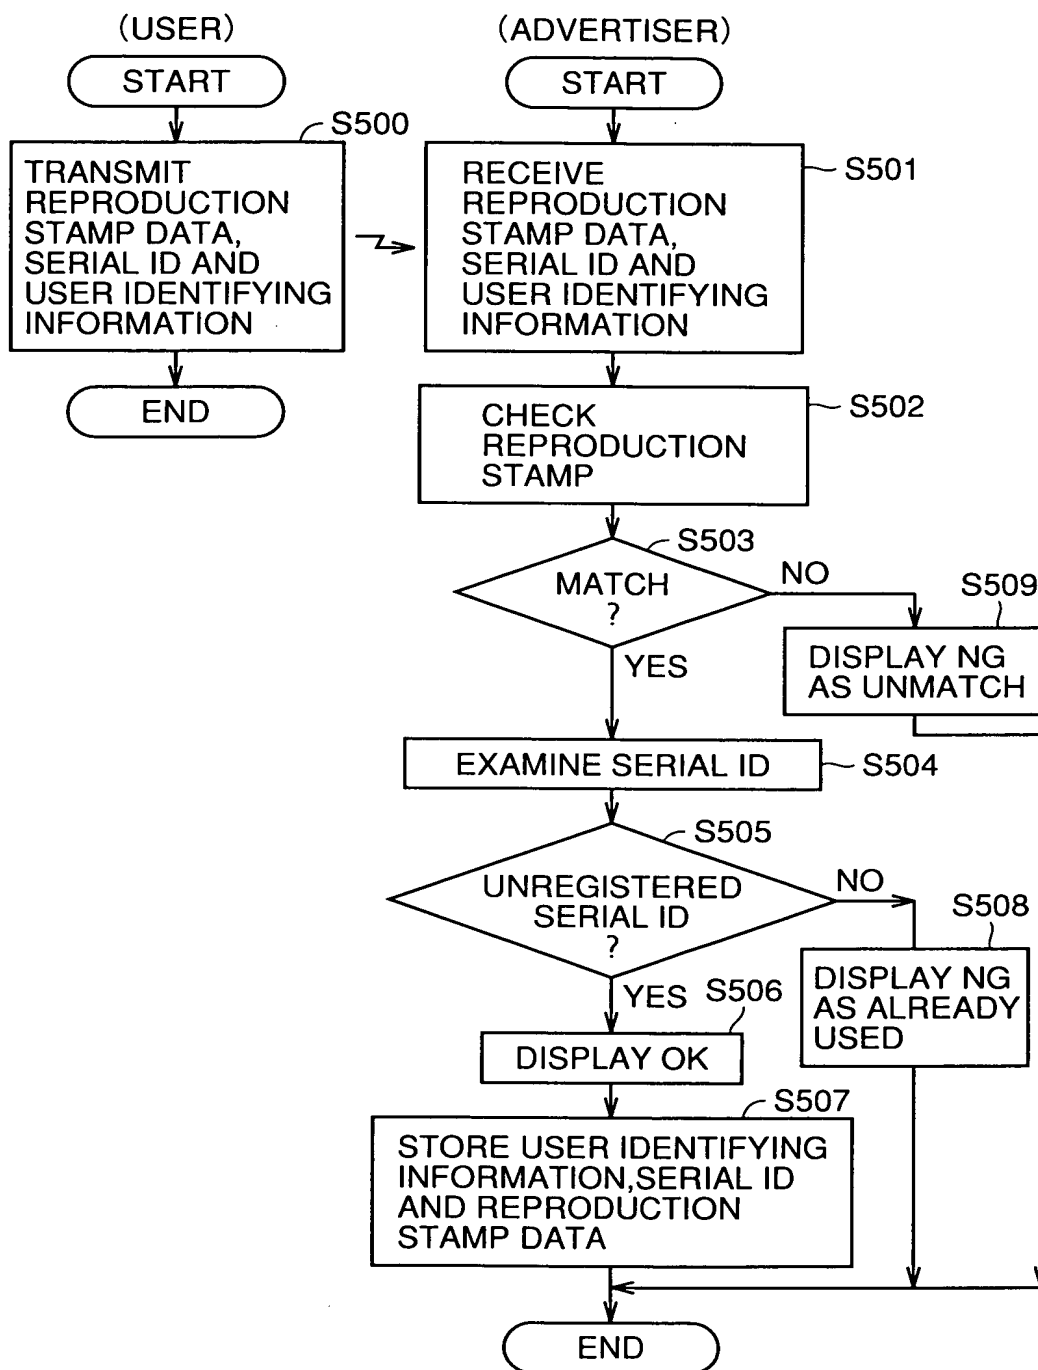 (USER)
START
S500
TRANSMIT
REPRODUCTION
STAMP DATA,
SERIAL ID AND
USER IDENTIFYING
INFORMATION
END
(ADVERTISER)
START
S501
RECEIVE
REPRODUCTION
STAMP DATA,
SERIAL ID AND
USER IDENTIFYING
INFORMATION
S502
CHECK
REPRODUCTION
STAMP
S503
MATCH
?
NO
YES
S509
DISPLAY NG
AS UNMATCH
EXAMINE SERIAL ID
S504
S505
UNREGISTERED
SERIAL ID
?
NO
YES
S508
DISPLAY NG
AS ALREADY
USED
S506
DISPLAY OK
S507
STORE USER IDENTIFYING
INFORMATION,SERIAL ID
AND REPRODUCTION
STAMP DATA
END